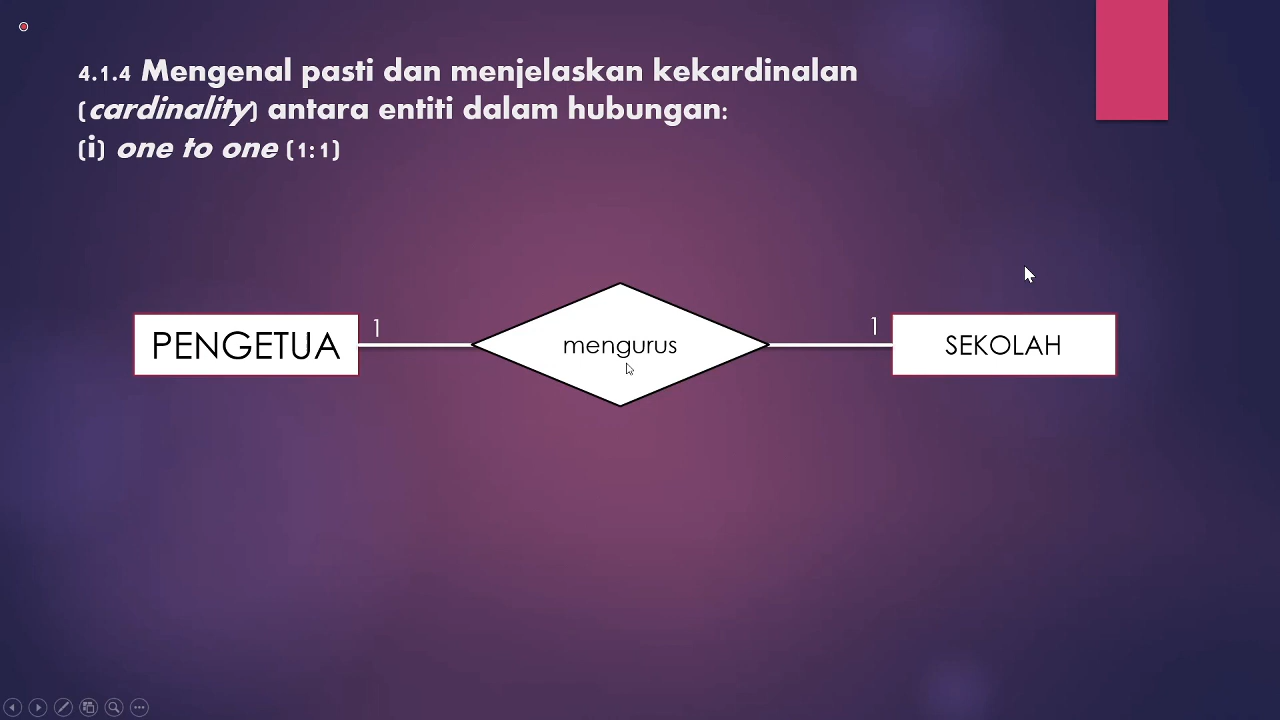 4.1.4 Mengenal pasti dan menjelaskan kekardinalan
(cardinality) antara entiti dalam hubungan:
(i) one to one (1:1)
PENGETUA
1
mengurus
1
SEKOLAH